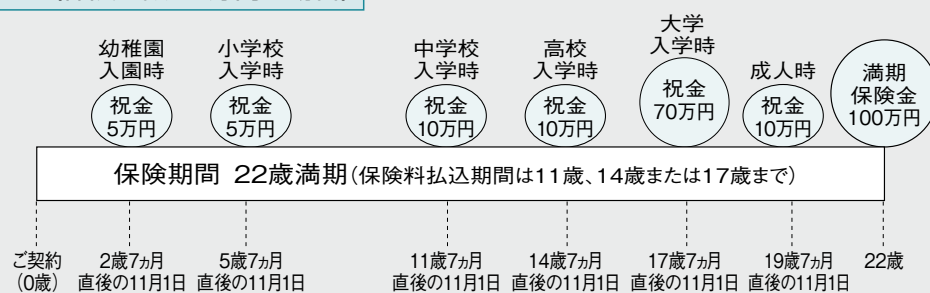 幼稚園
入園時
祝金
5万円
小学校
入学時
祝金
5万円
中学校
入学時
祝金
10万円
高校
入学時
祝金
10万円
大学
入学時
祝金
70万円
成人時
祝金
10万円
満期
保険金
100万円
保険期間 22歳満期(保険料払込期間は11歳、14歳または17歳まで)
ご契約
(0歳)
2歳7ヵ月
直後の11月1日
5歳7ヵ月
直後の11月1日
11歳7ヵ月
直後の11月1日
14歳7ヵ月
直後の11月1日
17歳7ヵ月
直後の11月1日
19歳7ヵ月
直後の11月1日
22歳